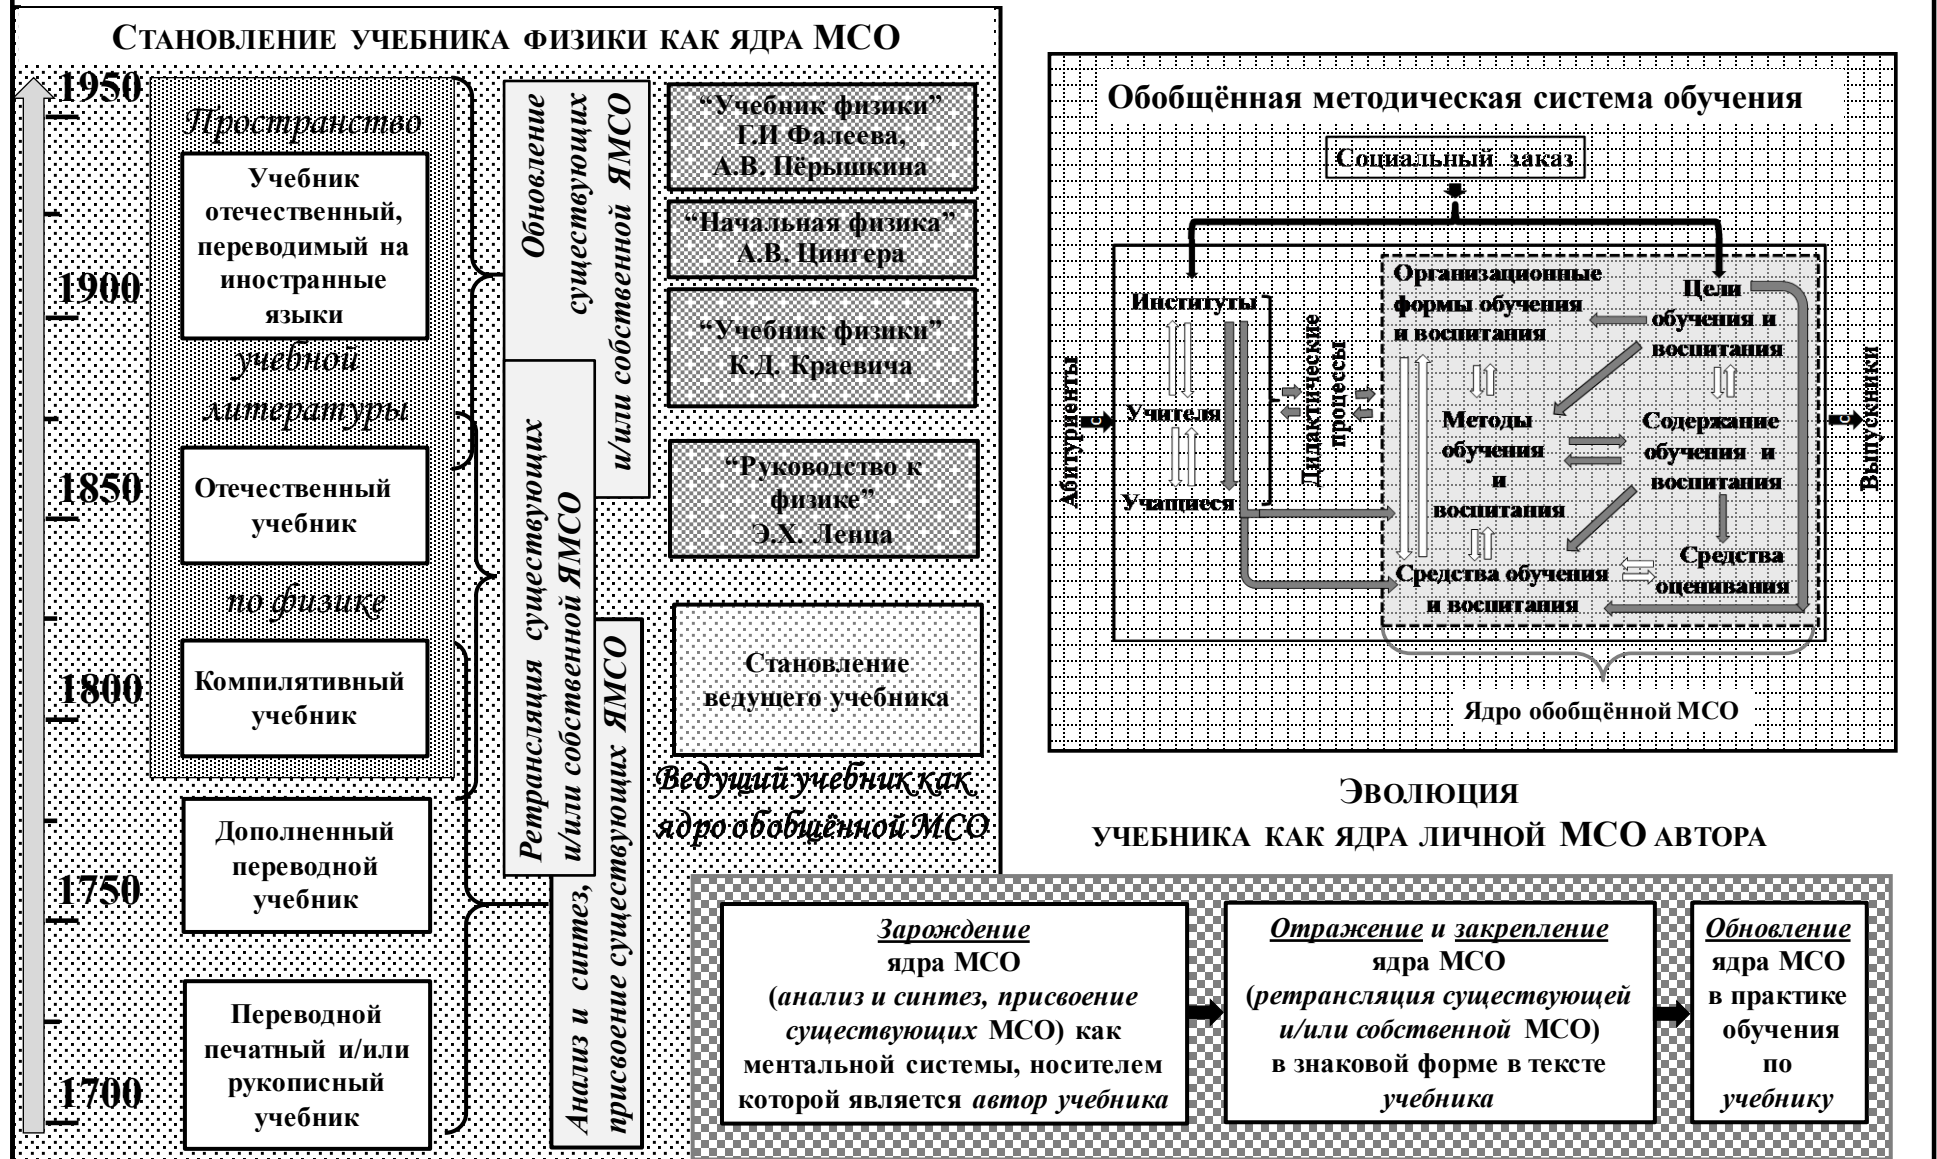 СТАНОВЛЕНИЕ УЧЕБНИКА ФИЗИКИ КАК ЯДРА МСО
1950
1900
1850
1800
1750
1700
Пространство
Учебник
отечественный,
переводимый на
иностранные
языки
учебной
литературы
Отечественный
учебник
по физике
Компилятивный
учебник
Дополненный
переводной
учебник
Переводной
печатный и/или
рукописный
учебник
Обновление
существующих
и/или собственной ЯМСО
Ретрансляция существующих
и/или собственной ЯМСО
Анализ и синтез,
присвоение существующих ЯМСО
“Учебник физики”
Г.И Фалеева,
А.В. Пёрышкина
“Начальная физика”
А.В. Цингера
“Учебник физики”
К.Д. Краевича
“Руководство к
физике”
Э.Х. Ленца
Становление
ведущего учебника
Ведущий учебник как
ядро обобщённой МСО
Обобщённая методическая система обучения
Социальный заказ
Абитуриенты
Институты
Учителя
Учащиеся
Дидактические
процессы
Организационные
формы обучения
и воспитания
Цели
обучения и
воспитания
Методы
обучения
и
воспитания
Содержание
обучения и
воспитания
Средства обучения
и воспитания
Средства
оценивания
Выпускники
Ядро обобщённой МСО
ЭВОЛЮЦИЯ
УЧЕБНИКА КАК ЯДРА ЛИЧНОЙ МСО АВТОРА
Зарождение
ядра МСО
(анализ и синтез, присвоение
существующих МСО) как
ментальной системы, носителем
которой является автор учебника
Отражение и закрепление
ядра МСО
(ретрансляция существующей
и/или собственной МСО)
в знаковой форме в тексте
учебника
Обновление
ядра МСО
в практике
обучения
по
учебнику